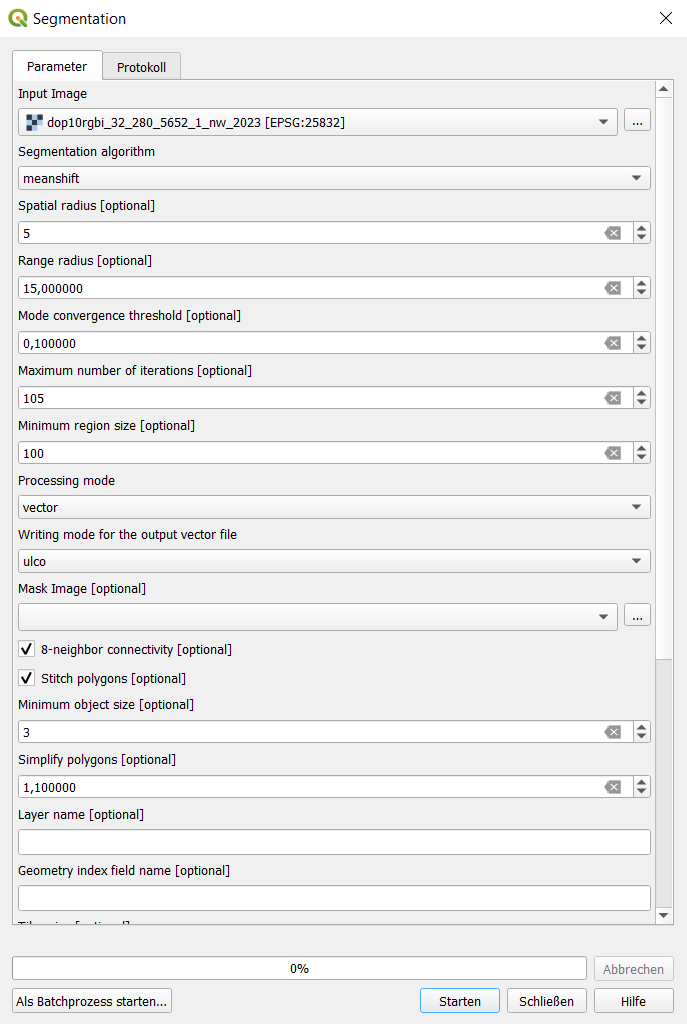 Segmentation
Parameter
Protokoll
Input Image
dop10rgbi_32_280_5652_1_nw_2023 [EPSG:25832]
...
Segmentation algorithm
meanshift
Spatial radius [optional]
5
Range radius [optional]
15,000000
Mode convergence threshold [optional]
0,100000
Maximum number of iterations [optional]
105
Minimum region size [optional]
100
Processing mode
vector
Writing mode for the output vector file
ulco
Mask Image [optional]
...
8-neighbor connectivity [optional]
Stitch polygons [optional]
Minimum object size [optional]
3
Simplify polygons [optional]
1,100000
Layer name [optional]
Geometry index field name [optional]
0%
Abbrechen
Als Batchprozess starten...
Starten
Schließen
Hilfe